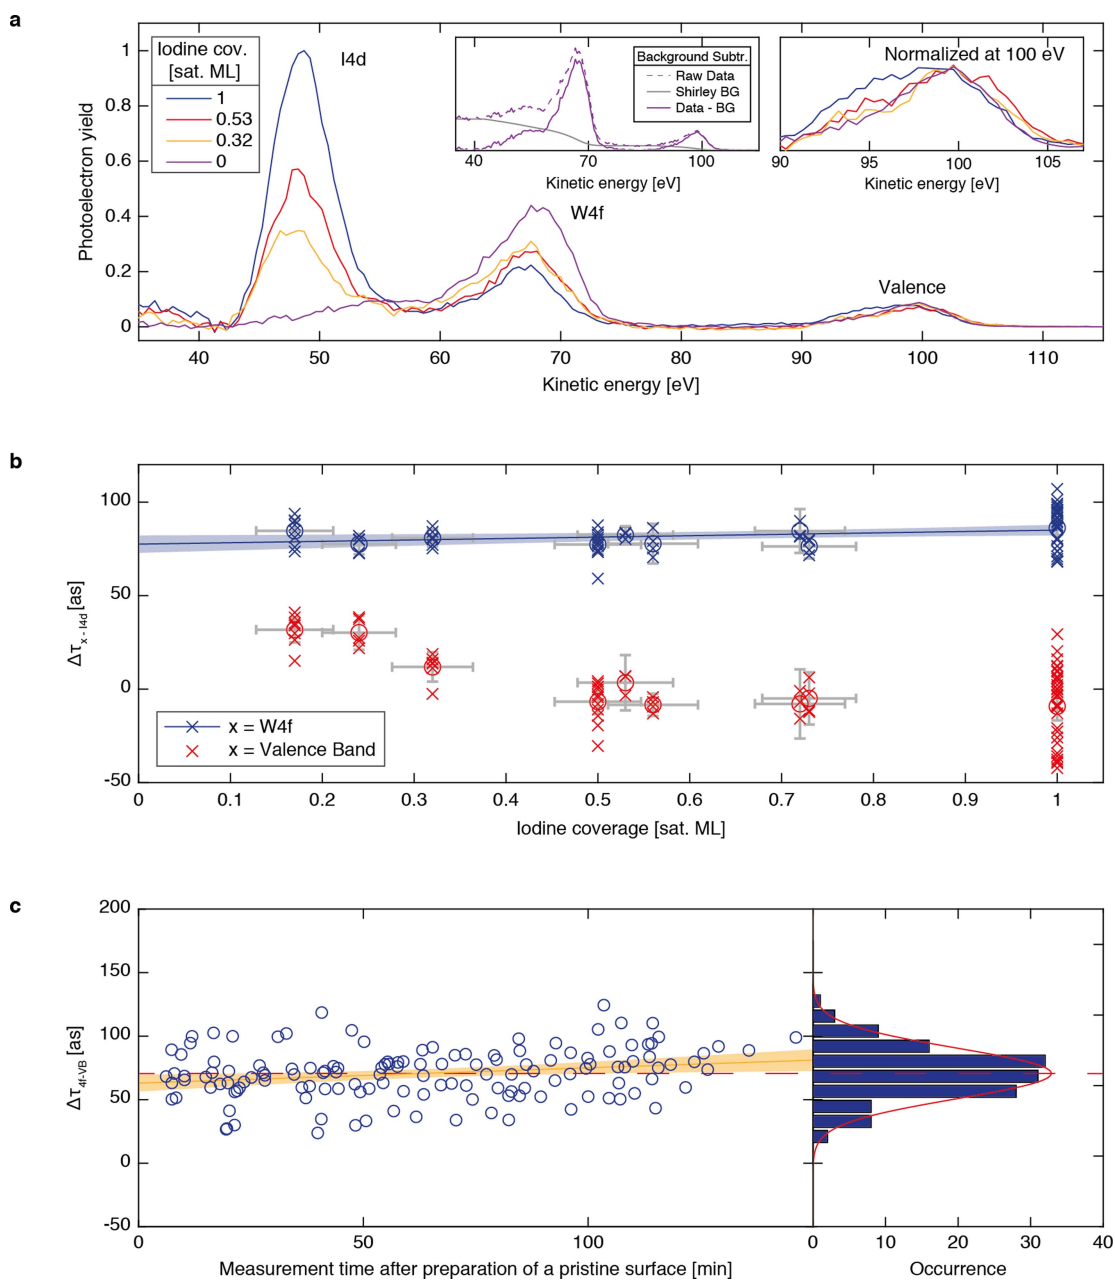 a
Iodine cov.
[sat. ML]
1
0.53
0.32
0
I4d
W4f
Valence
Photoelectron yield
1
0.8
0.6
0.4
0.2
0
40 50 60 70 80 90 100 110
Kinetic energy [eV]
Background Subtr.
Raw Data
Shirley BG
Data - BG
40 70 100
Kinetic energy [eV]
Normalized at 100 eV
90 95 100 105
Kinetic energy [eV]
b
Δτx - I4d [as]
100
50
0
-50
x = W4f
x = Valence Band
0 0.1 0.2 0.3 0.4 0.5 0.6 0.7 0.8 0.9 1
Iodine coverage [sat. ML]
c
Δτ4f-VB [as]
200
150
100
50
0
-50
0 50 100
Measurement time after preparation of a pristine surface [min]
0 10 20 30 40
Occurrence